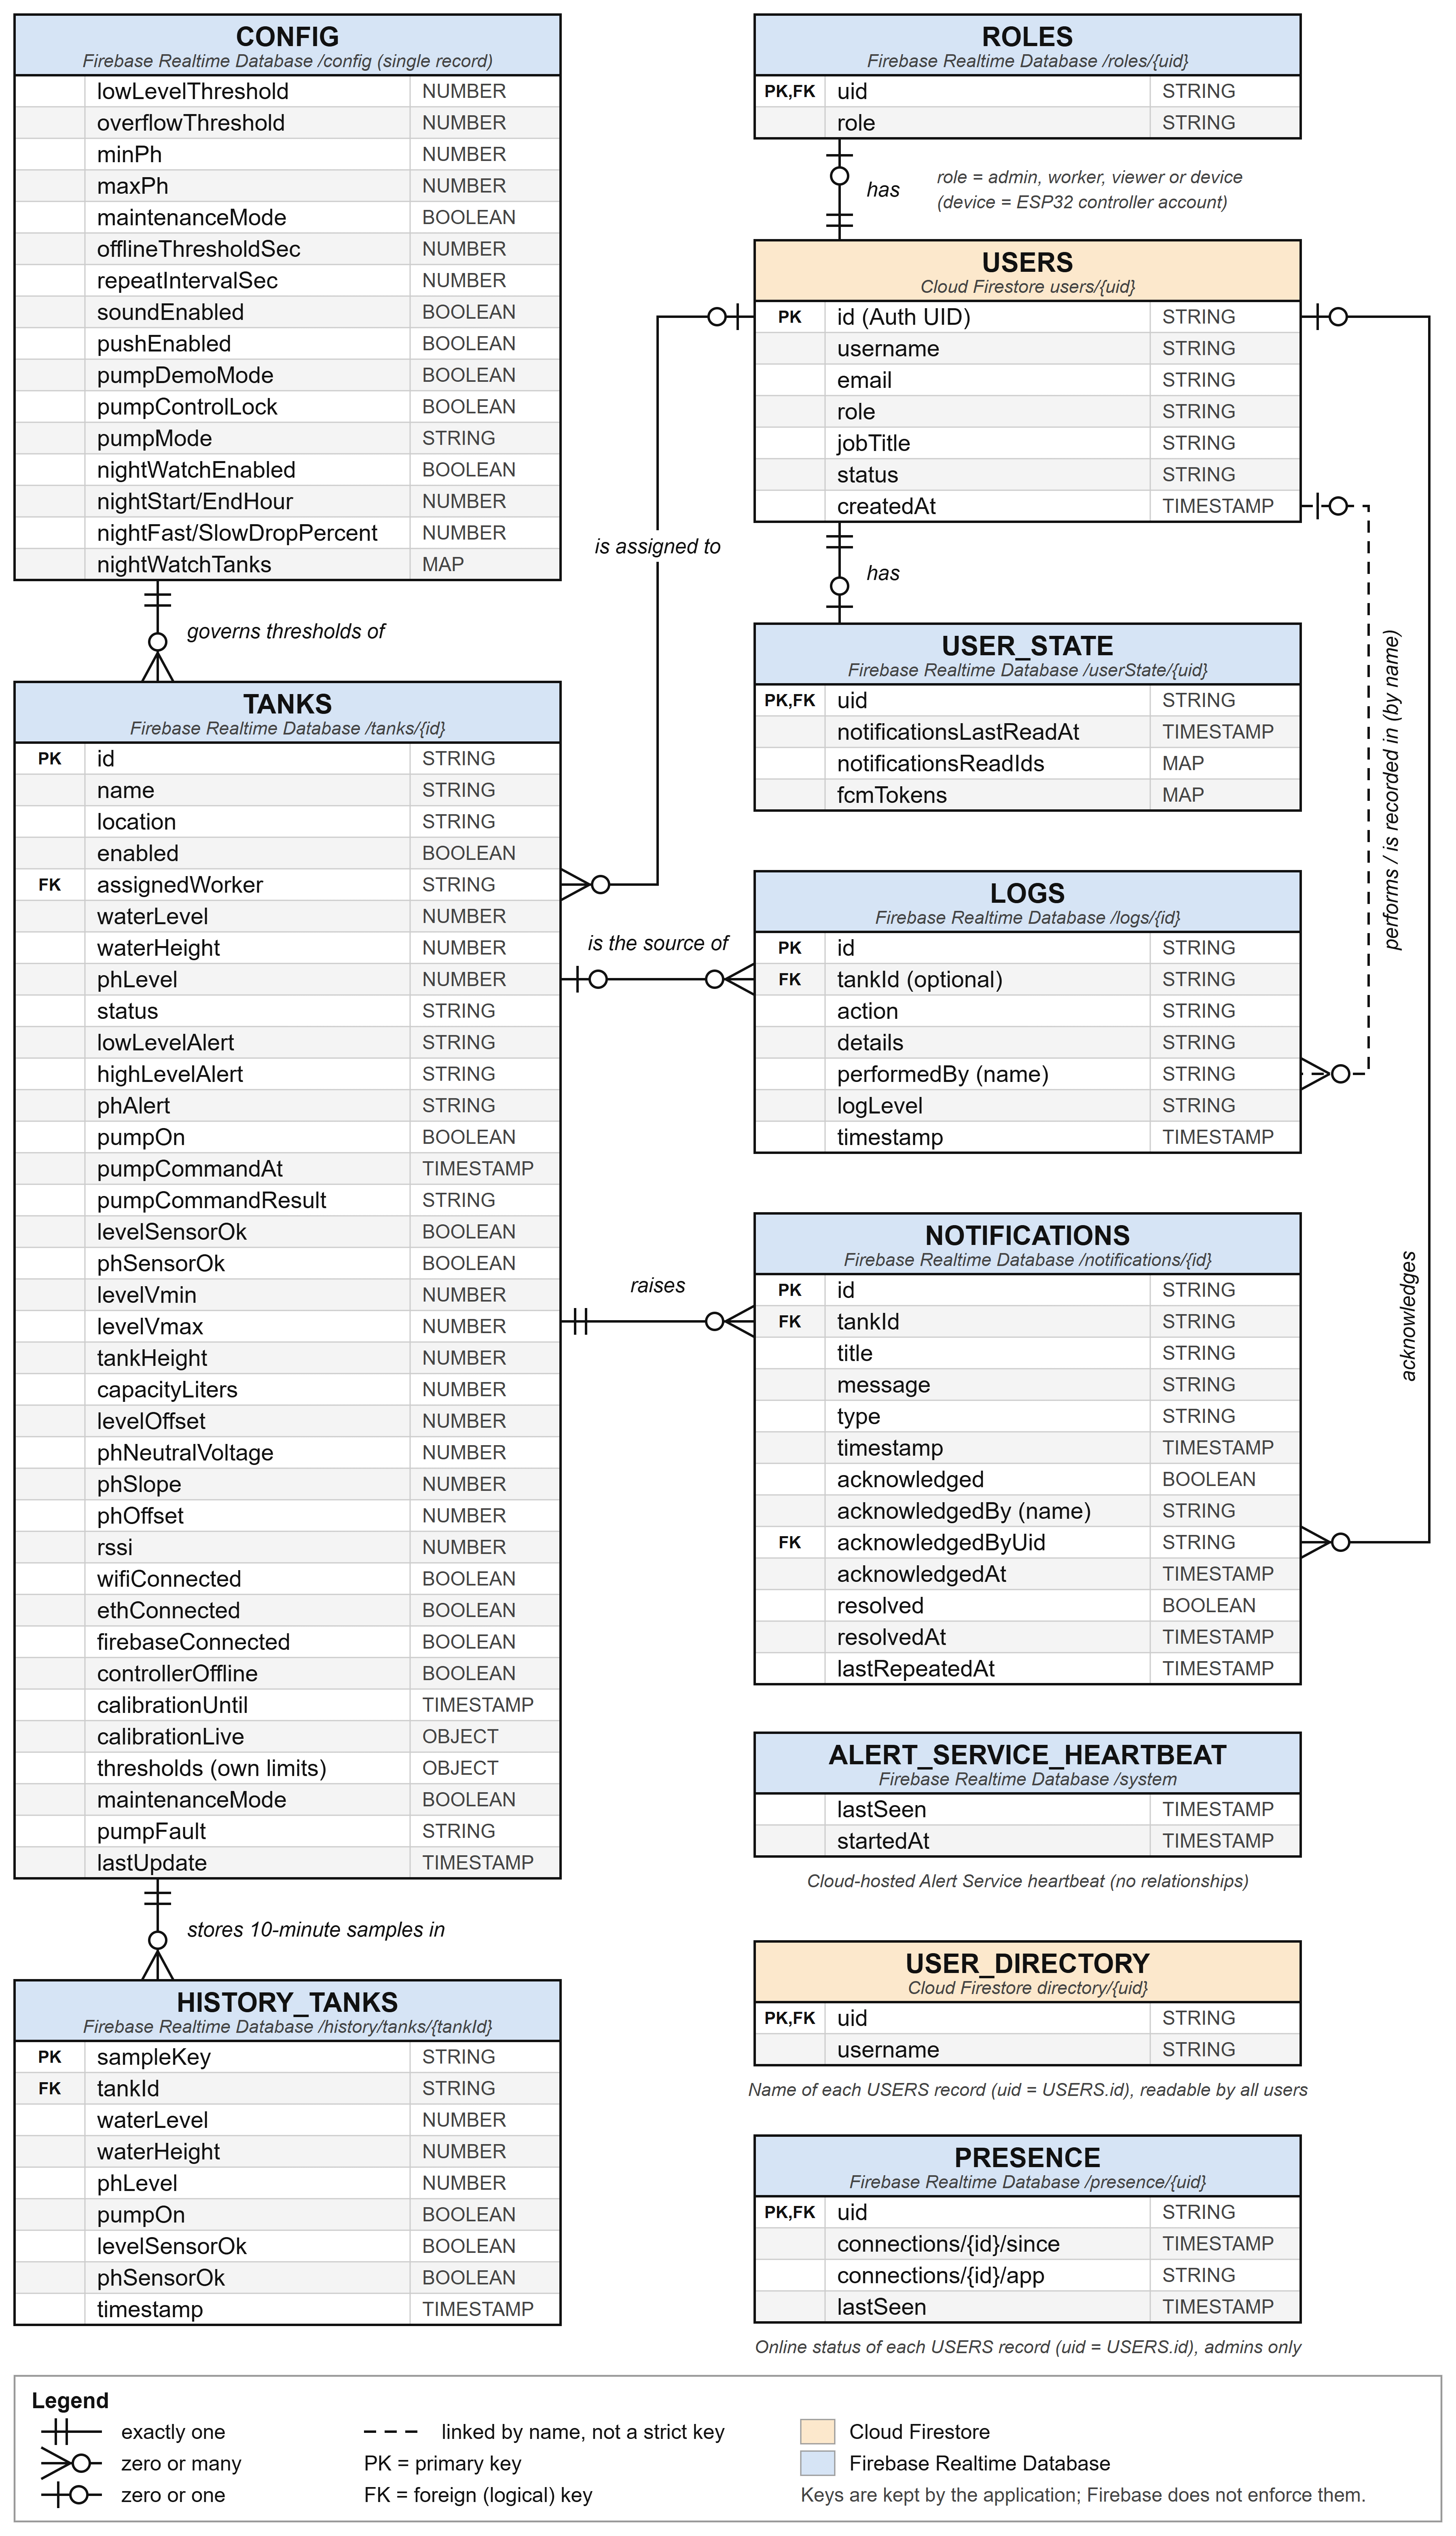 CONFIG
Firebase Realtime Database /config (single record)
lowLevelThreshold NUMBER
overflowThreshold NUMBER
minPh NUMBER
maxPh NUMBER
maintenanceMode BOOLEAN
offlineThresholdSec NUMBER
repeatIntervalSec NUMBER
soundEnabled BOOLEAN
pushEnabled BOOLEAN
pumpDemoMode BOOLEAN
pumpControlLock BOOLEAN
pumpMode STRING
nightWatchEnabled BOOLEAN
nightStart/EndHour NUMBER
nightFast/SlowDropPercent NUMBER
nightWatchTanks MAP
governs thresholds of
TANKS
Firebase Realtime Database /tanks/{id}
PK id STRING
name STRING
location STRING
enabled BOOLEAN
FK assignedWorker STRING
waterLevel NUMBER
waterHeight NUMBER
phLevel NUMBER
status STRING
lowLevelAlert STRING
highLevelAlert STRING
phAlert STRING
pumpOn BOOLEAN
pumpCommandAt TIMESTAMP
pumpCommandResult STRING
levelSensorOk BOOLEAN
phSensorOk BOOLEAN
levelVmin NUMBER
levelVmax NUMBER
tankHeight NUMBER
capacityLiters NUMBER
levelOffset NUMBER
phNeutralVoltage NUMBER
phSlope NUMBER
phOffset NUMBER
rssi NUMBER
wifiConnected BOOLEAN
ethConnected BOOLEAN
firebaseConnected BOOLEAN
controllerOffline BOOLEAN
calibrationUntil TIMESTAMP
calibrationLive OBJECT
thresholds (own limits) OBJECT
maintenanceMode BOOLEAN
pumpFault STRING
lastUpdate TIMESTAMP
stores 10-minute samples in
HISTORY_TANKS
Firebase Realtime Database /history/tanks/{tankId}
PK sampleKey STRING
FK tankId STRING
waterLevel NUMBER
waterHeight NUMBER
phLevel NUMBER
pumpOn BOOLEAN
levelSensorOk BOOLEAN
phSensorOk BOOLEAN
timestamp TIMESTAMP
is assigned to
is the source of
raises
ROLES
Firebase Realtime Database /roles/{uid}
PK,FK uid STRING
role STRING
has
role = admin, worker, viewer or device
(device = ESP32 controller account)
USERS
Cloud Firestore users/{uid}
PK id (Auth UID) STRING
username STRING
email STRING
role STRING
jobTitle STRING
status STRING
createdAt TIMESTAMP
has
USER_STATE
Firebase Realtime Database /userState/{uid}
PK,FK uid STRING
notificationsLastReadAt TIMESTAMP
notificationsReadIds MAP
fcmTokens MAP
performs / is recorded in (by name)
LOGS
Firebase Realtime Database /logs/{id}
PK id STRING
FK tankId (optional) STRING
action STRING
details STRING
performedBy (name) STRING
logLevel STRING
timestamp TIMESTAMP
acknowledges
NOTIFICATIONS
Firebase Realtime Database /notifications/{id}
PK id STRING
FK tankId STRING
title STRING
message STRING
type STRING
timestamp TIMESTAMP
acknowledged BOOLEAN
acknowledgedBy (name) STRING
FK acknowledgedByUid STRING
acknowledgedAt TIMESTAMP
resolved BOOLEAN
resolvedAt TIMESTAMP
lastRepeatedAt TIMESTAMP
ALERT_SERVICE_HEARTBEAT
Firebase Realtime Database /system
lastSeen TIMESTAMP
startedAt TIMESTAMP
Cloud-hosted Alert Service heartbeat (no relationships)
USER_DIRECTORY
Cloud Firestore directory/{uid}
PK,FK uid STRING
username STRING
Name of each USERS record (uid = USERS.id), readable by all users
PRESENCE
Firebase Realtime Database /presence/{uid}
PK,FK uid STRING
connections/{id}/since TIMESTAMP
connections/{id}/app STRING
lastSeen TIMESTAMP
Online status of each USERS record (uid = USERS.id), admins only
Legend
exactly one
zero or many
zero or one
linked by name, not a strict key
PK = primary key
FK = foreign (logical) key
Cloud Firestore
Firebase Realtime Database
Keys are kept by the application; Firebase does not enforce them.